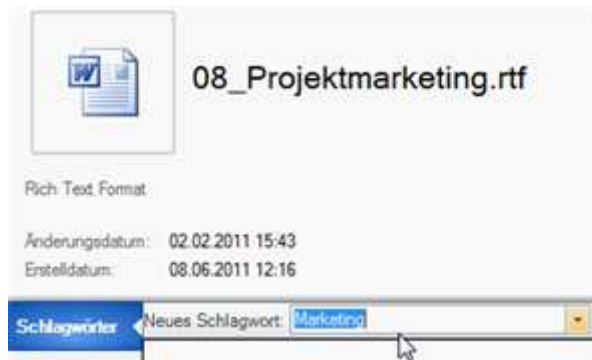 08_Projektmarketing.rtf
Rich Text Format
Änderungsdatum: 02.02.2011 15:43
Erstelldatum: 08.06.2011 12:16
Schlagwörter Neues Schlagwort: Marketing